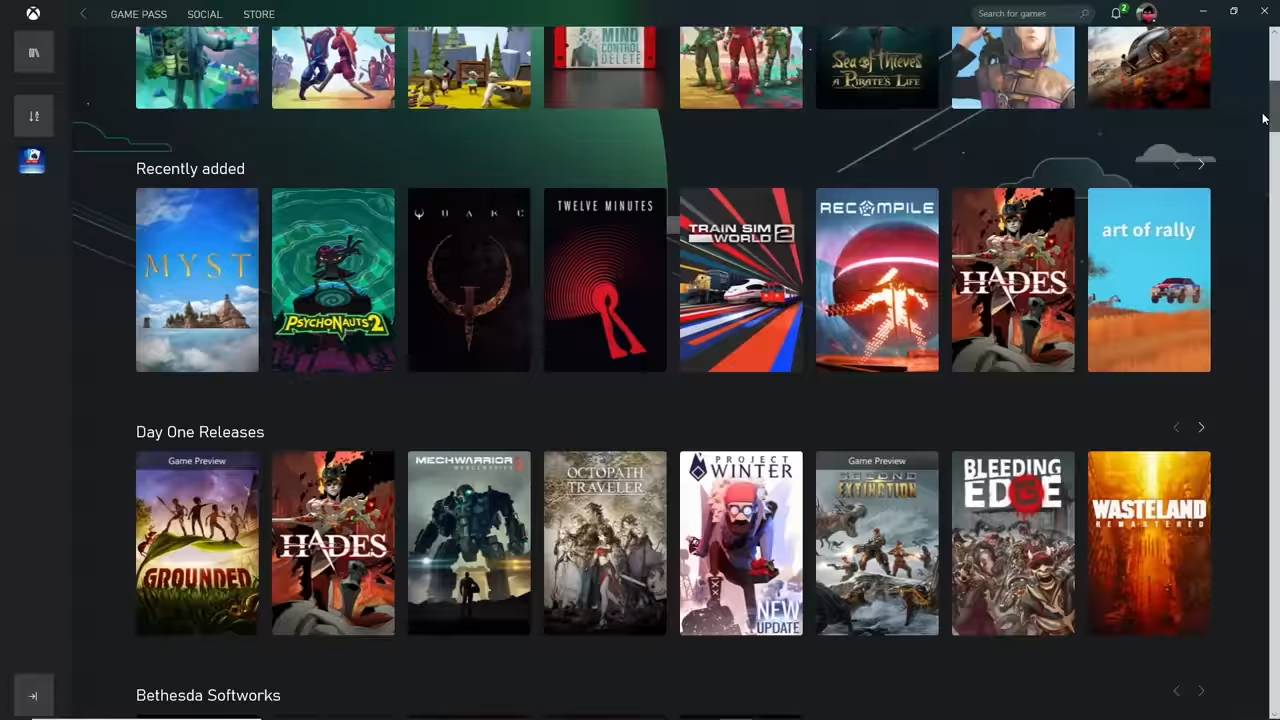 GAME PASS
SOCIAL
STORE
Search for games
2
MIND
CONTROL
DELETE
Sea of Thieves
A PIRATE'S LIFE
Recently added
MYST
PSYCHONAUTS 2
QUAKE
TWELVE MINUTES
TRAIN SIM
WORLD 2
RECOMPILE
HADES
art of rally
Day One Releases
Game Preview
GROUNDED
HADES
MECHWARRIOR 5
MERCENARIES
OCTOPATH
TRAVELER
PROJECT
WINTER
NEW
UPDATE
Game Preview
SECOND
EXTINCTION
BLEEDING
EDGE
WASTELAND
REMASTERED
Bethesda Softworks